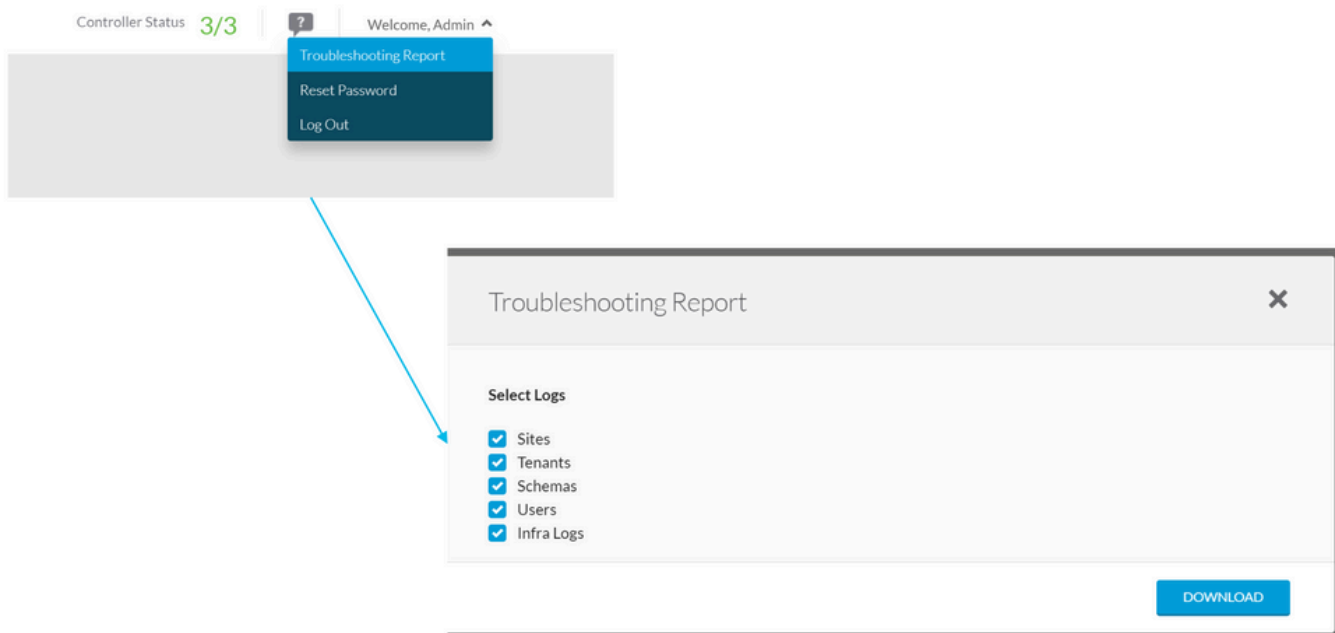 Controller Status 3/3 ? Welcome, Admin
Troubleshooting Report
Reset Password
Log Out
Troubleshooting Report
Select Logs
Sites
Tenants
Schemas
Users
Infra Logs
DOWNLOAD